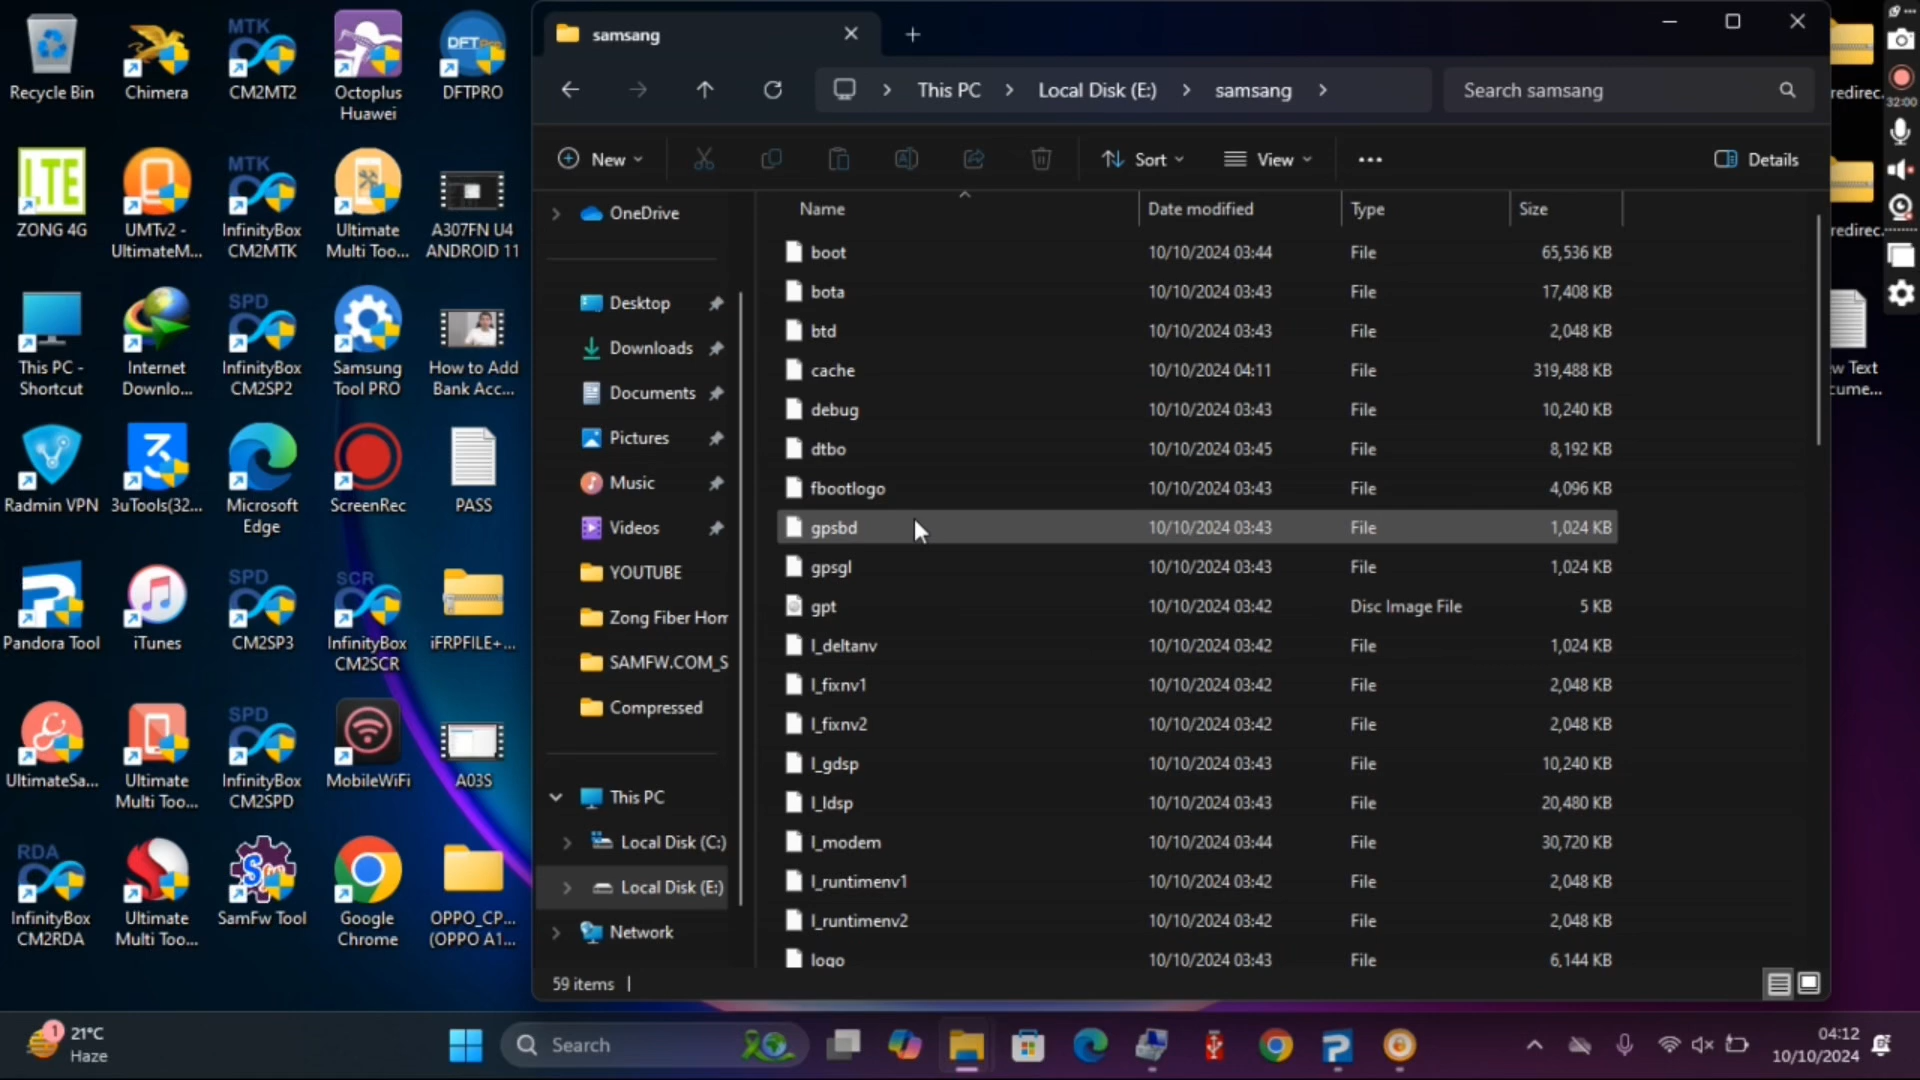 Recycle Bin
Chimera
MTK
CM2MT2
Octoplus
Huawei
DFTPro
DFTPRO
LTE
ZONG 4G
UMTv2 -
UltimateM...
MTK
InfinityBox
CM2MTK
Ultimate
Multi Too...
A307FN U4
ANDROID 11
This PC -
Shortcut
Internet
Downlo...
SPD
InfinityBox
CM2SP2
Samsung
Tool PRO
How to Add
Bank Acc...
Radmin VPN
3uTools(32...
Microsoft
Edge
ScreenRec
PASS
Pandora Tool
iTunes
SPD
CM2SP3
SCR
InfinityBox
CM2SCR
iFRPFILE+...
UltimateSa...
Ultimate
Multi Too...
SPD
InfinityBox
CM2SPD
MobileWiFi
A03S
RDA
InfinityBox
CM2RDA
Ultimate
Multi Too...
SamFw Tool
Google
Chrome
OPPO_CP...
(OPPO A1...
samsang
This PC > Local Disk (E:) > samsang >
Search samsang
New
Sort
View
Details
OneDrive
Desktop
Downloads
Documents
Pictures
Music
Videos
YOUTUBE
Zong Fiber Hom
SAMFW.COM_S
Compressed
This PC
Local Disk (C:)
Local Disk (E:)
Network
Name Date modified Type Size
boot 10/10/2024 03:44 File 65,536 KB
bota 10/10/2024 03:43 File 17,408 KB
btd 10/10/2024 03:43 File 2,048 KB
cache 10/10/2024 04:11 File 319,488 KB
debug 10/10/2024 03:43 File 10,240 KB
dtbo 10/10/2024 03:45 File 8,192 KB
fbootlogo 10/10/2024 03:43 File 4,096 KB
gpsbd 10/10/2024 03:43 File 1,024 KB
gpsgl 10/10/2024 03:43 File 1,024 KB
gpt 10/10/2024 03:42 Disc Image File 5 KB
l_deltanv 10/10/2024 03:42 File 1,024 KB
l_fixnv1 10/10/2024 03:42 File 2,048 KB
l_fixnv2 10/10/2024 03:42 File 2,048 KB
l_gdsp 10/10/2024 03:43 File 10,240 KB
l_ldsp 10/10/2024 03:43 File 20,480 KB
l_modem 10/10/2024 03:44 File 30,720 KB
l_runtimenv1 10/10/2024 03:42 File 2,048 KB
l_runtimenv2 10/10/2024 03:42 File 2,048 KB
logo 10/10/2024 03:43 File 6,144 KB
59 items
redirec.
redirec.
w Text
cume...
32:00
1
21°C
Haze
Search
04:12
10/10/2024